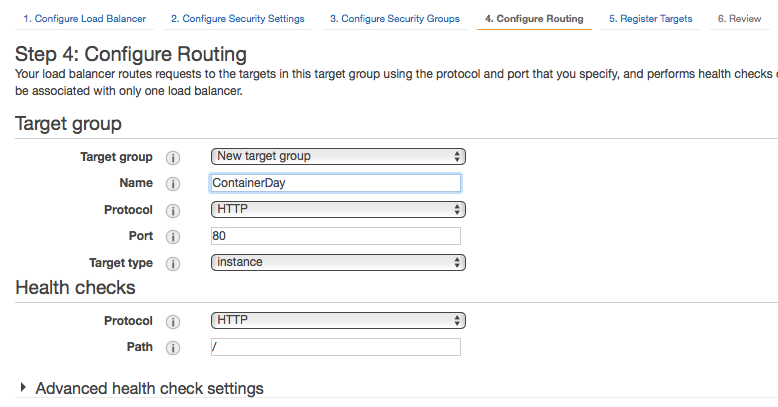 1. Configure Load Balancer 2. Configure Security Settings 3. Configure Security Groups 4. Configure Routing 5. Register Targets 6. Review
Step 4: Configure Routing
Your load balancer routes requests to the targets in this target group using the protocol and port that you specify, and performs health checks
be associated with only one load balancer.
Target group
Target group i New target group
Name i ContainerDay
Protocol i HTTP
Port i 80
Target type i instance
Health checks
Protocol i HTTP
Path i /
Advanced health check settings